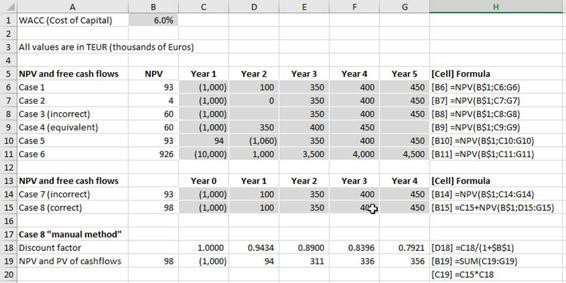 A B C D E F G H
1 WACC (Cost of Capital) 6.0%
2
3 All values are in TEUR (thousands of Euros)
4
5 NPV and free cash flows NPV Year 1 Year 2 Year 3 Year 4 Year 5 [Cell] Formula
6 Case 1 93 (1,000) 100 350 400 450 [B6] =NPV(B$1;C6:G6)
7 Case 2 4 (1,000) 0 350 400 450 [B7] =NPV(B$1;C7:G7)
8 Case 3 (incorrect) 60 (1,000) 350 400 450 [B8] =NPV(B$1;C8:G8)
9 Case 4 (equivalent) 60 (1,000) 350 400 450 [B9] =NPV(B$1;C9:G9)
10 Case 5 93 94 (1,060) 350 400 450 [B10] =NPV(B$1;C10:G10)
11 Case 6 926 (10,000) 1,000 3,500 4,000 4,500 [B11] =NPV(B$1;C11:G11)
12
13 NPV and free cash flows Year 0 Year 1 Year 2 Year 3 Year 4 [Cell] Formula
14 Case 7 (incorrect) 93 (1,000) 100 350 400 450 [B14] =NPV(B$1;C14:G14)
15 Case 8 (correct) 98 (1,000) 100 350 400 450 [B15] =C15+NPV(B$1;D15:G15)
16
17 Case 8 "manual method"
18 Discount factor 1.0000 0.9434 0.8900 0.8396 0.7921 [D18] =C18/(1+$B$1)
19 NPV and PV of cashflows 98 (1,000) 94 311 336 356 [B19] =SUM(C19:G19)
20 [C19] =C15*C18